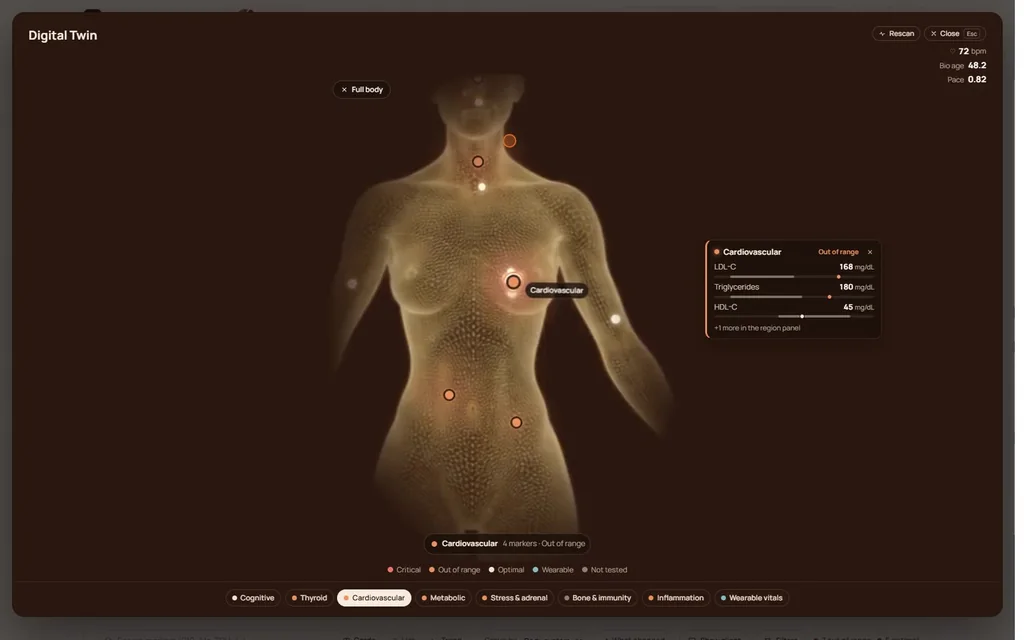 Digital Twin
Rescan
Close Esc
72 bpm
Bio age 48.2
Pace 0.82
Full body
Cardiovascular
Cardiovascular Out of range
LDL-C 168 mg/dL
Triglycerides 180 mg/dL
HDL-C 45 mg/dL
+1 more in the region panel
Cardiovascular 4 markers · Out of range
Critical Out of range Optimal Wearable Not tested
Cognitive Thyroid Cardiovascular Metabolic Stress & adrenal Bone & immunity Inflammation Wearable vitals